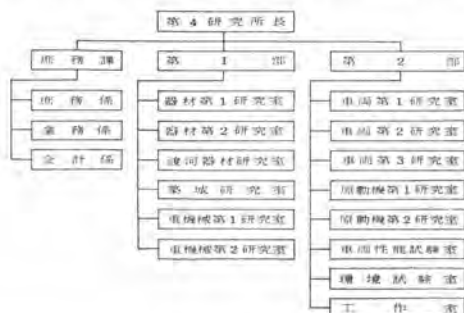 第4研究所長
庶務課
庶務係
業務係
会計係
第1部
器材第1研究室
器材第2研究室
渡河器材研究室
築城研究室
重機械第1研究室
重機械第2研究室
第2部
車両第1研究室
車両第2研究室
車両第3研究室
原動機第1研究室
原動機第2研究室
車両性能試験室
環境試験室
工作室